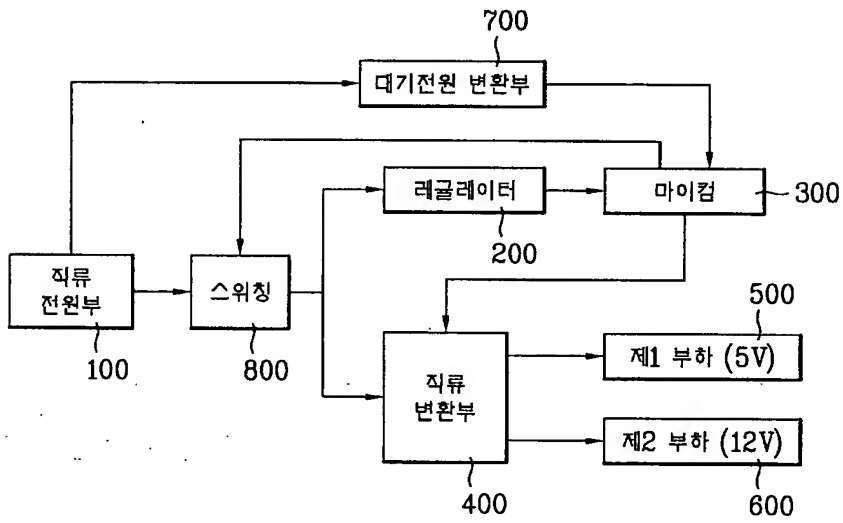 700
대기전원 변환부
레귤레이터
마이컴
300
200
직류
전원부
스위칭
100
800
500
직류
변환부
제1 부하 (5V)
제2 부하 (12V)
400
600